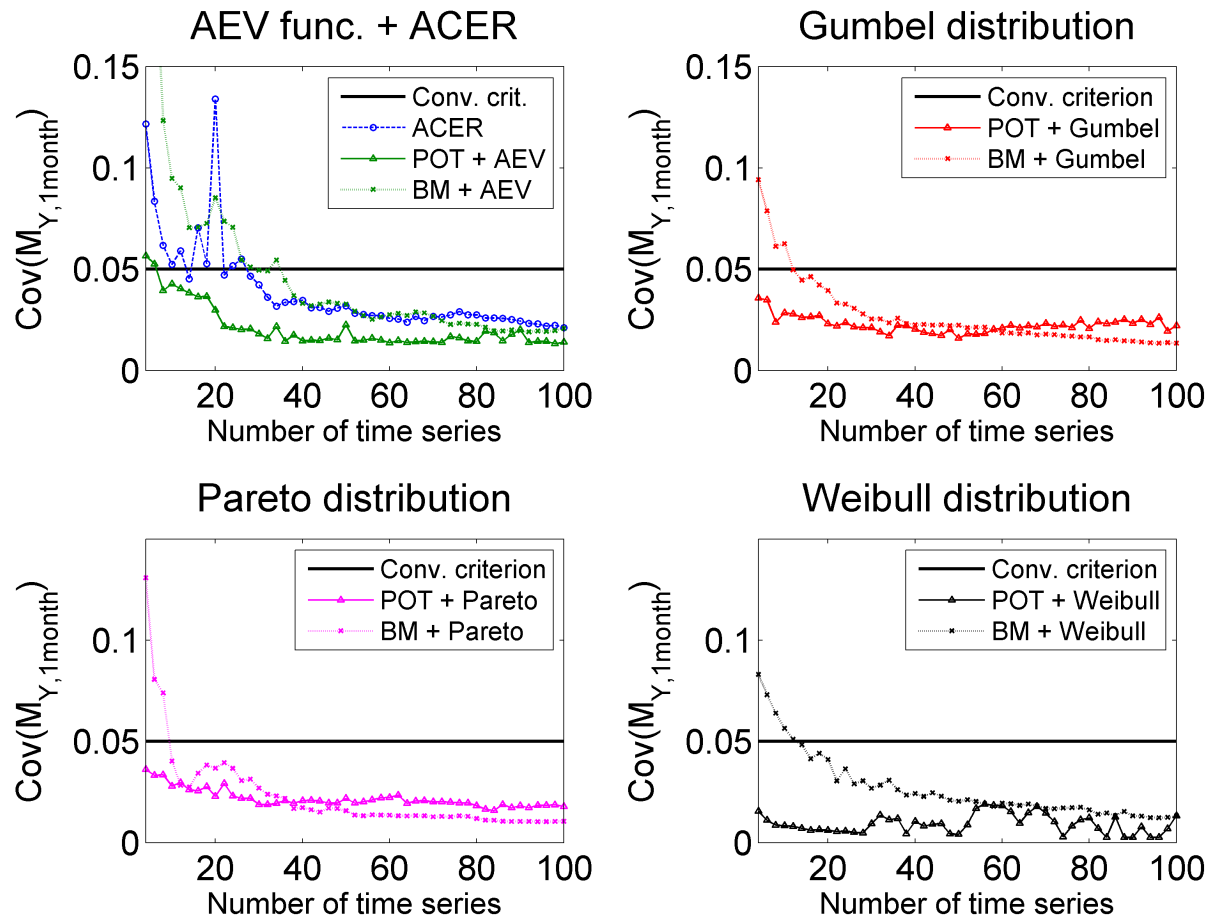 AEV func. + ACER
0.15
0.1
0.05
0
Cov(M_Y,1month)
Conv. crit.
ACER
POT + AEV
BM + AEV
20 40 60 80 100
Number of time series
Gumbel distribution
0.15
0.1
0.05
0
Cov(M_Y,1month)
Conv. criterion
POT + Gumbel
BM + Gumbel
20 40 60 80 100
Number of time series
Pareto distribution
0.1
0.05
0
Cov(M_Y,1month)
Conv. criterion
POT + Pareto
BM + Pareto
20 40 60 80 100
Number of time series
Weibull distribution
0.1
0.05
0
Cov(M_Y,1month)
Conv. criterion
POT + Weibull
BM + Weibull
20 40 60 80 100
Number of time series